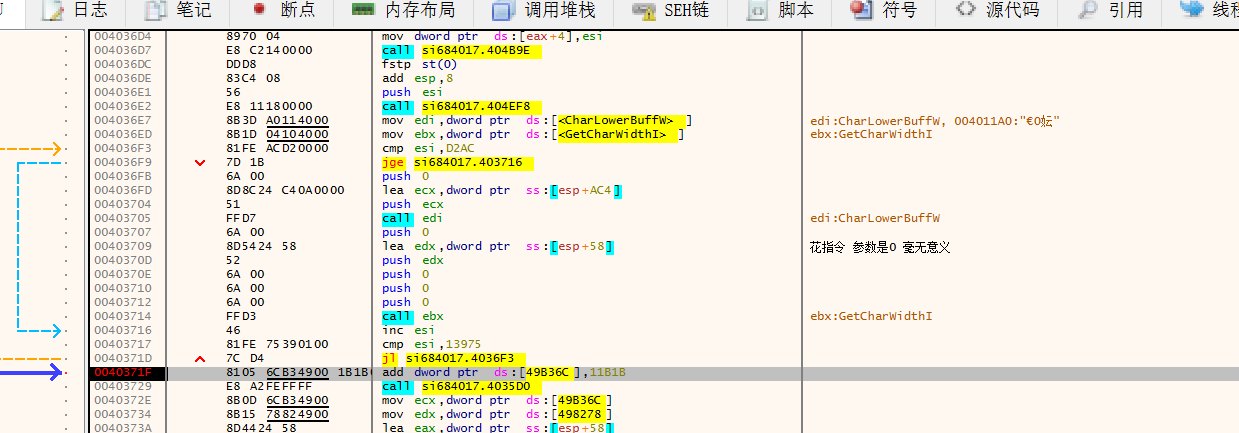 日志 笔记 断点 内存布局 调用堆栈 SEH链 脚本 符号 源代码 引用
004036D4 8970 04 mov dword ptr ds:[eax+4],esi
004036D7 E8 C2140000 call si684017.404B9E
004036DC DDD8 fstp st(0)
004036DE 83C4 08 add esp,8
004036E1 56 push esi
004036E2 E8 11180000 call si684017.404EF8
004036E7 8B3D A0114000 mov edi,dword ptr ds:[<CharLowerBuffW>] edi:CharLowerBuffW, 004011A0:"€0妘"
004036ED 8B1D 04104000 mov ebx,dword ptr ds:[<GetCharWidthI>] ebx:GetCharWidthI
004036F3 81FE ACD20000 cmp esi,D2AC
004036F9 7D 1B jge si684017.403716
004036FB 6A 00 push 0
004036FD 8D8C24 C40A0000 lea ecx,dword ptr ss:[esp+AC4]
00403704 51 push ecx
00403705 FFD7 call edi edi:CharLowerBuffW
00403707 6A 00 push 0
00403709 8D5424 58 lea edx,dword ptr ss:[esp+58] 花指令 参数是0 毫无意义
0040370D 52 push edx
0040370E 6A 00 push 0
00403710 6A 00 push 0
00403712 6A 00 push 0
00403714 FFD3 call ebx ebx:GetCharWidthI
00403716 46 inc esi
00403717 81FE 75390100 cmp esi,13975
0040371D 7C D4 jl si684017.4036F3
0040371F 8105 6CB34900 1B1B add dword ptr ds:[49B36C],11B1B
00403729 E8 A2FEFFFF call si684017.4035D0
0040372E 8B0D 6CB34900 mov ecx,dword ptr ds:[49B36C]
00403734 8B15 78824900 mov edx,dword ptr ds:[498278]
0040373A 8D4424 58 lea eax,dword ptr ss:[esp+58]